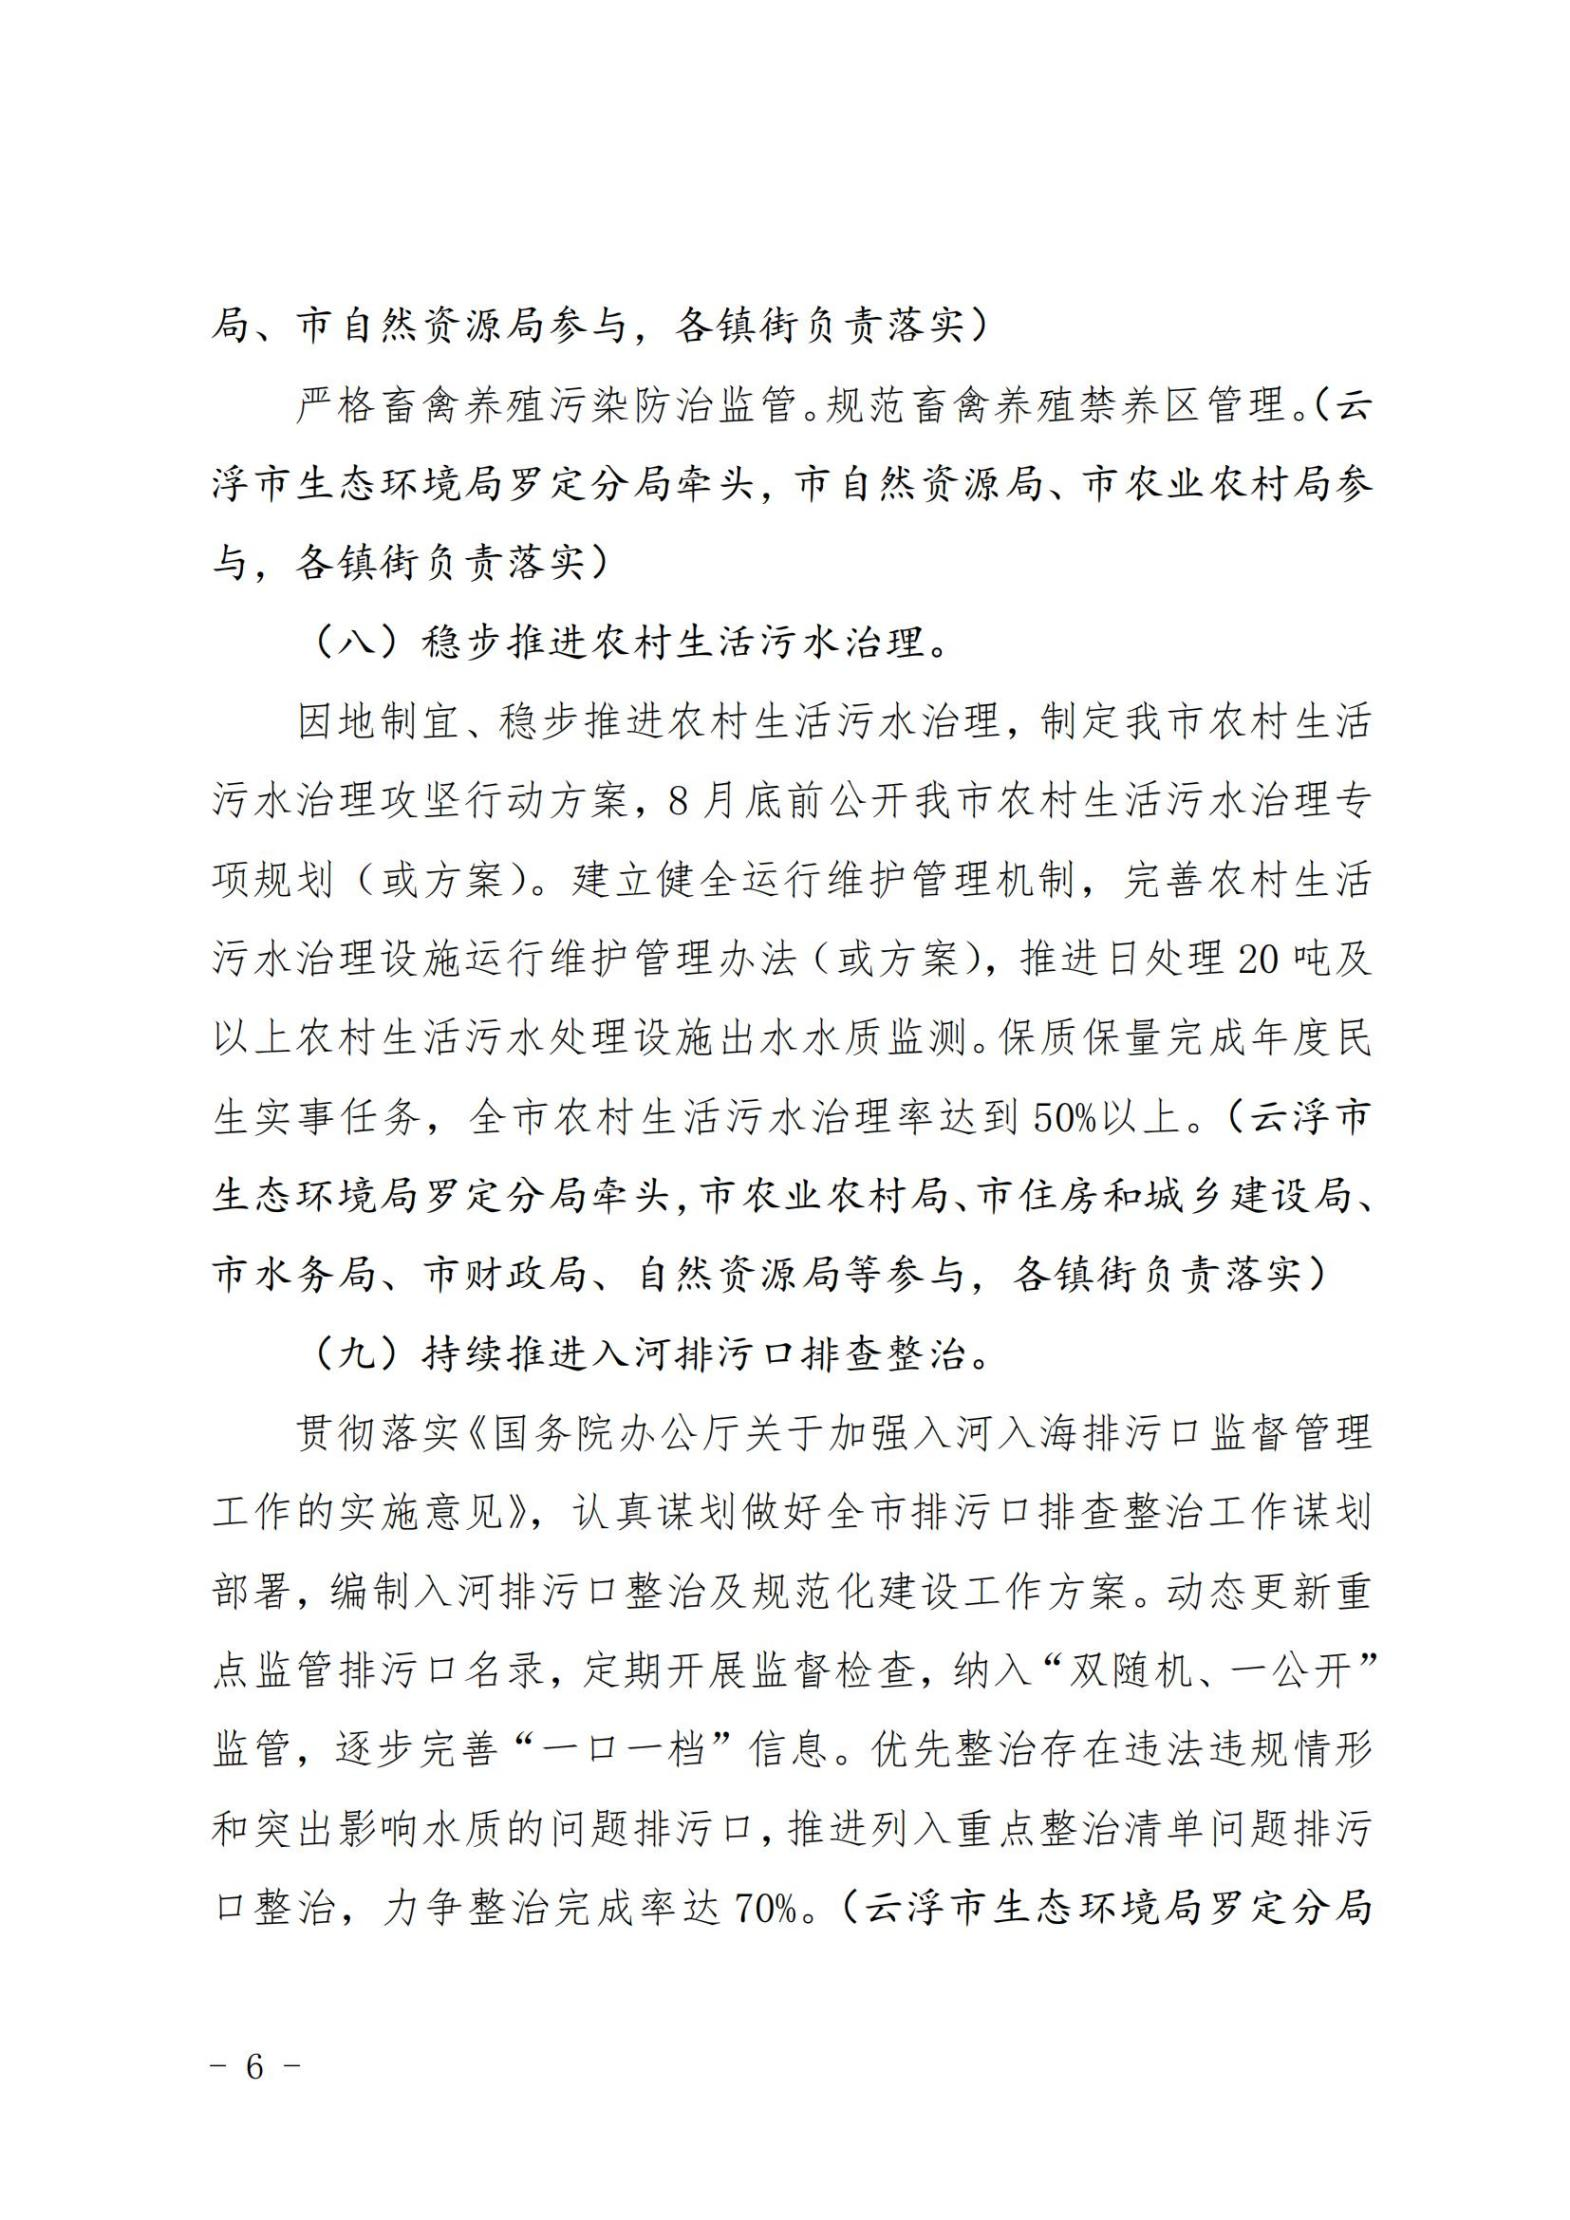 局、市自然资源局参与，各镇街负责落实）
严格畜禽养殖污染防治监管。规范畜禽养殖禁养区管理。（云
浮市生态环境局罗定分局牵头，市自然资源局、市农业农村局参
与，各镇街负责落实）
（八）稳步推进农村生活污水治理。
因地制宜、稳步推进农村生活污水治理，制定我市农村生活
污水治理攻坚行动方案，8 月底前公开我市农村生活污水治理专
项规划（或方案）。建立健全运行维护管理机制，完善农村生活
污水治理设施运行维护管理办法（或方案），推进日处理 20 吨及
以上农村生活污水处理设施出水水质监测。保质保量完成年度民
生实事任务，全市农村生活污水治理率达到 50%以上。（云浮市
生态环境局罗定分局牵头，市农业农村局、市住房和城乡建设局、
市水务局、市财政局、自然资源局等参与，各镇街负责落实）
（九）持续推进入河排污口排查整治。
贯彻落实《国务院办公厅关于加强入河入海排污口监督管理
工作的实施意见》，认真谋划做好全市排污口排查整治工作谋划
部署，编制入河排污口整治及规范化建设工作方案。动态更新重
点监管排污口名录，定期开展监督检查，纳入“双随机、一公开”
监管，逐步完善“一口一档”信息。优先整治存在违法违规情形
和突出影响水质的问题排污口，推进列入重点整治清单问题排污
口整治，力争整治完成率达 70%。（云浮市生态环境局罗定分局
- 6 -